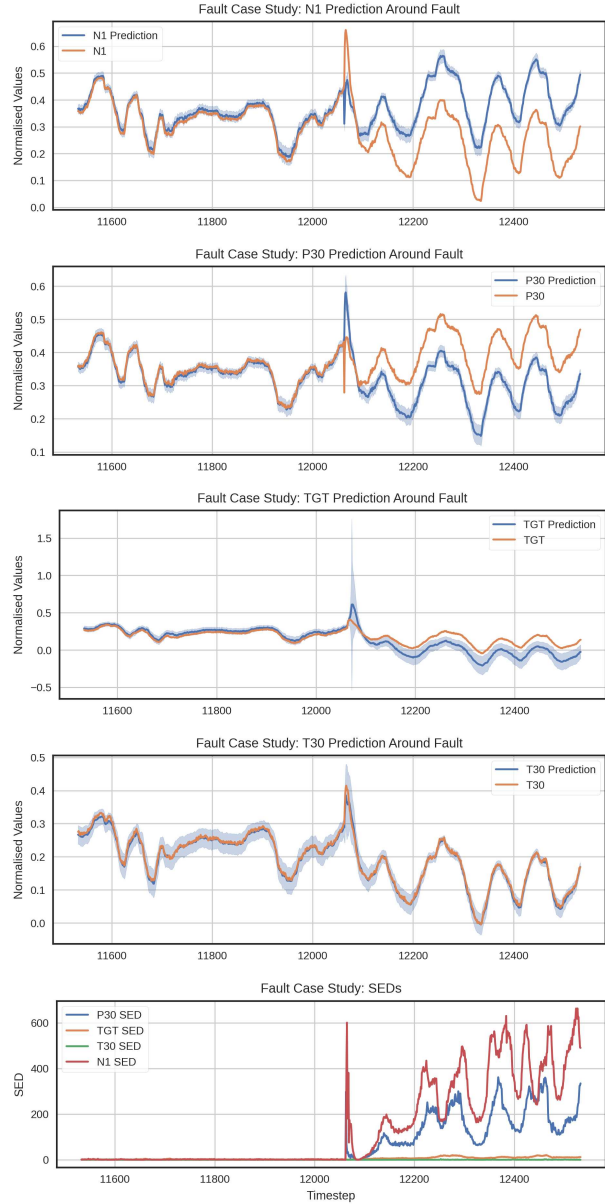 Fault Case Study: N1 Prediction Around Fault
N1 Prediction
N1
Normalised Values
0.6
0.5
0.4
0.3
0.2
0.1
0.0
11600 11800 12000 12200 12400
Fault Case Study: P30 Prediction Around Fault
P30 Prediction
P30
Normalised Values
0.6
0.5
0.4
0.3
0.2
0.1
11600 11800 12000 12200 12400
Fault Case Study: TGT Prediction Around Fault
TGT Prediction
TGT
Normalised Values
1.5
1.0
0.5
0.0
−0.5
11600 11800 12000 12200 12400
Fault Case Study: T30 Prediction Around Fault
T30 Prediction
T30
Normalised Values
0.5
0.4
0.3
0.2
0.1
0.0
11600 11800 12000 12200 12400
Fault Case Study: SEDs
P30 SED
TGT SED
T30 SED
N1 SED
SED
600
400
200
0
11600 11800 12000 12200 12400
Timestep